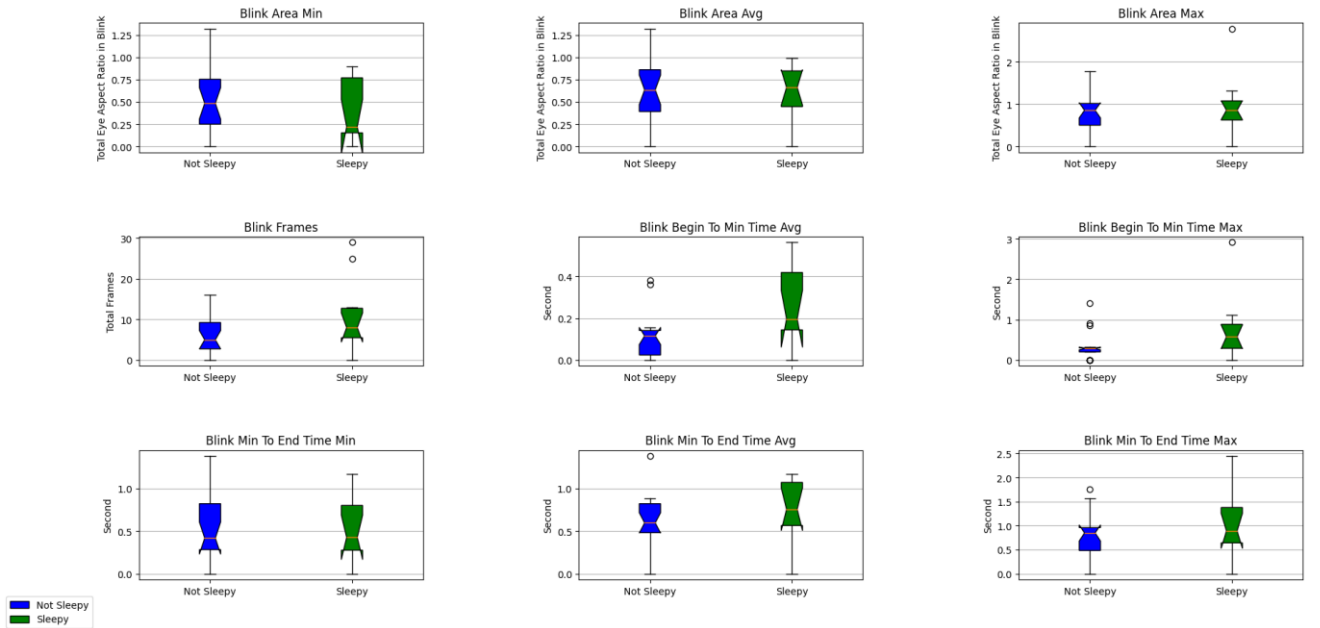 Blink Area Min
Total Eye Aspect Ratio in Blink
1.25
1.00
0.75
0.50
0.25
0.00
Not Sleepy
Sleepy
Blink Area Avg
Total Eye Aspect Ratio in Blink
1.25
1.00
0.75
0.50
0.25
0.00
Not Sleepy
Sleepy
Blink Area Max
Total Eye Aspect Ratio in Blink
2
1
0
Not Sleepy
Sleepy
Blink Frames
Total Frames
30
20
10
0
Not Sleepy
Sleepy
Blink Begin To Min Time Avg
Second
0.4
0.2
0.0
Not Sleepy
Sleepy
Blink Begin To Min Time Max
Second
3
2
1
0
Not Sleepy
Sleepy
Blink Min To End Time Min
Second
1.0
0.5
0.0
Not Sleepy
Sleepy
Blink Min To End Time Avg
Second
1.0
0.5
0.0
Not Sleepy
Sleepy
Blink Min To End Time Max
Second
2.5
2.0
1.5
1.0
0.5
0.0
Not Sleepy
Sleepy
Not Sleepy
Sleepy